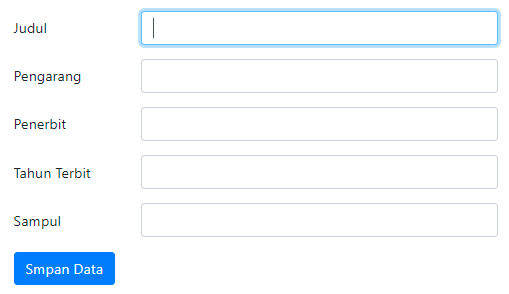 Judul
Pengarang
Penerbit
Tahun Terbit
Sampul
Smpan Data